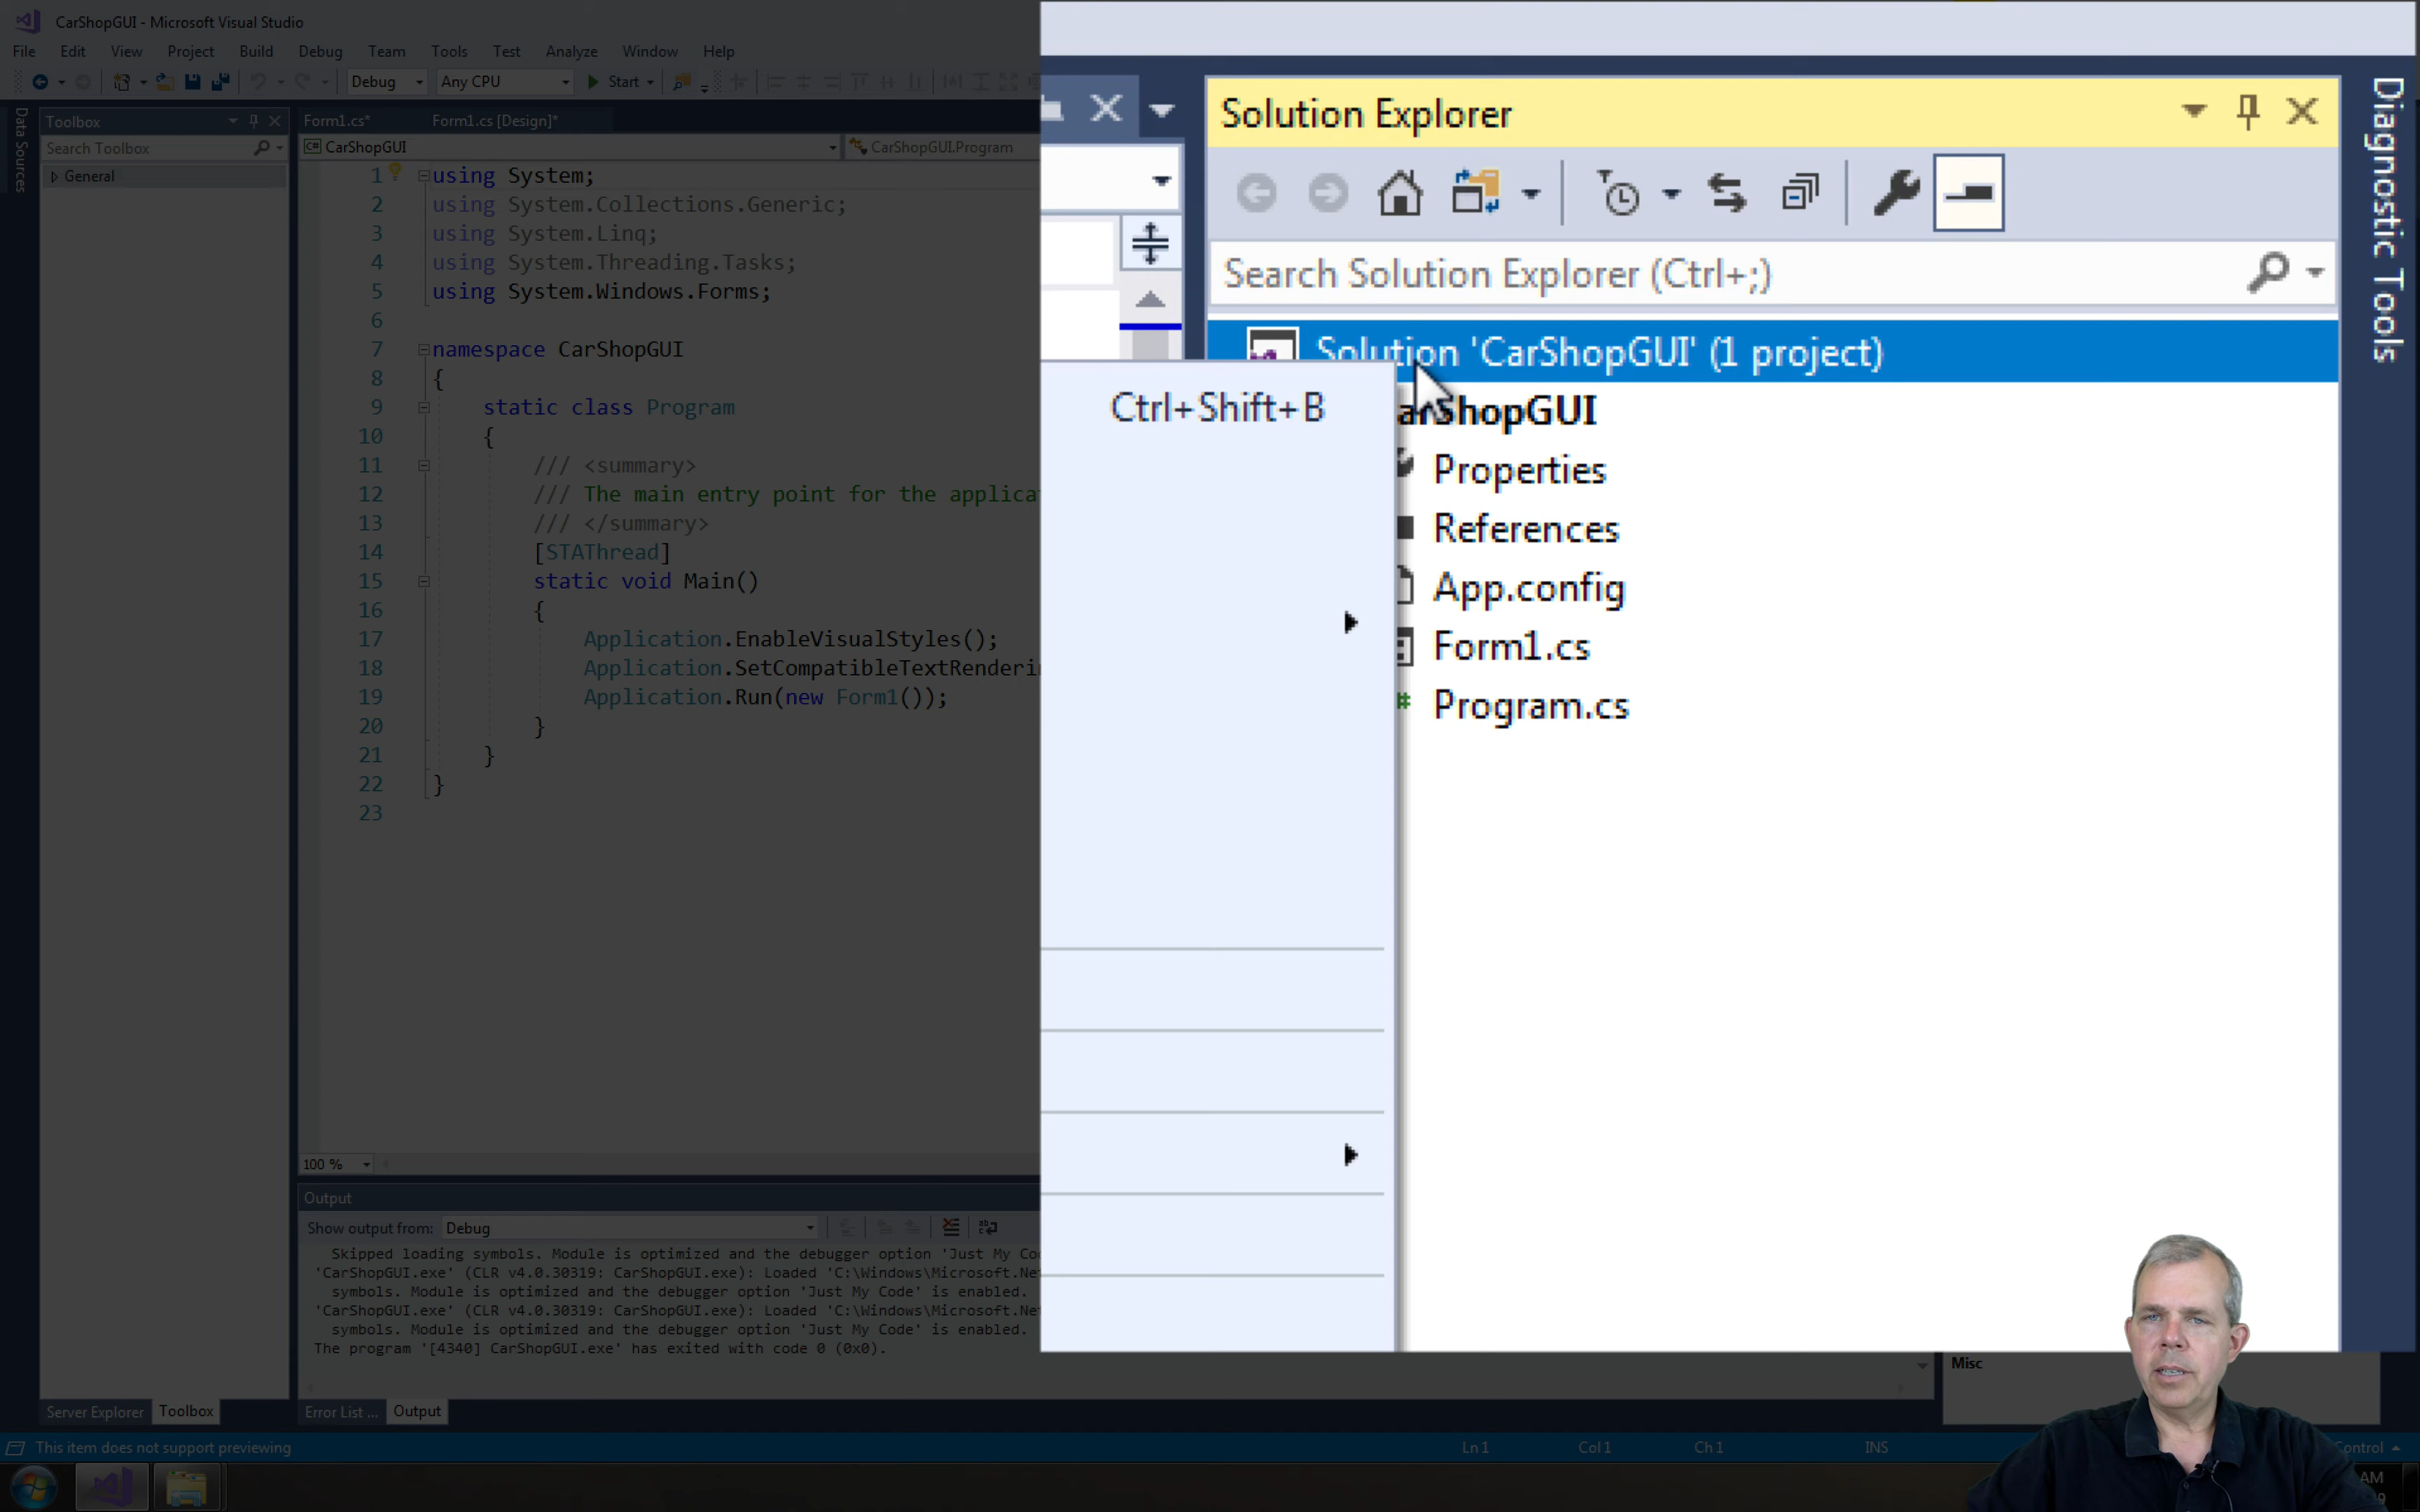 CarShopGUI - Microsoft Visual Studio
File Edit View Project Build Debug Team Tools Test Analyze Window Help
Debug Any CPU Start
Data Sources
Toolbox
Search Toolbox
General
Form1.cs* Form1.cs [Design]*
CarShopGUI CarShopGUI.Program
1 using System;
2 using System.Collections.Generic;
3 using System.Linq;
4 using System.Threading.Tasks;
5 using System.Windows.Forms;
6
7 namespace CarShopGUI
8 {
9 static class Program
10 {
11 /// <summary>
12 /// The main entry point for the applica
13 /// </summary>
14 [STAThread]
15 static void Main()
16 {
17 Application.EnableVisualStyles();
18 Application.SetCompatibleTextRenderin
19 Application.Run(new Form1());
20 }
21 }
22 }
23
100 %
Output
Show output from: Debug
Skipped loading symbols. Module is optimized and the debugger option 'Just My Co
'CarShopGUI.exe' (CLR v4.0.30319: CarShopGUI.exe): Loaded 'C:\Windows\Microsoft.Ne
symbols. Module is optimized and the debugger option 'Just My Code' is enabled.
'CarShopGUI.exe' (CLR v4.0.30319: CarShopGUI.exe): Loaded 'C:\Windows\Microsoft.Ne
symbols. Module is optimized and the debugger option 'Just My Code' is enabled.
The program '[4340] CarShopGUI.exe' has exited with code 0 (0x0).
Server Explorer Toolbox
Error List ... Output
This item does not support previewing
Ln 1 Col 1 Ch 1 INS
Solution Explorer
Search Solution Explorer (Ctrl+;)
Solution 'CarShopGUI' (1 project)
Ctrl+Shift+B
arShopGUI
Properties
References
App.config
Form1.cs
Program.cs
Diagnostic Tools
Misc
ontrol
AM
9